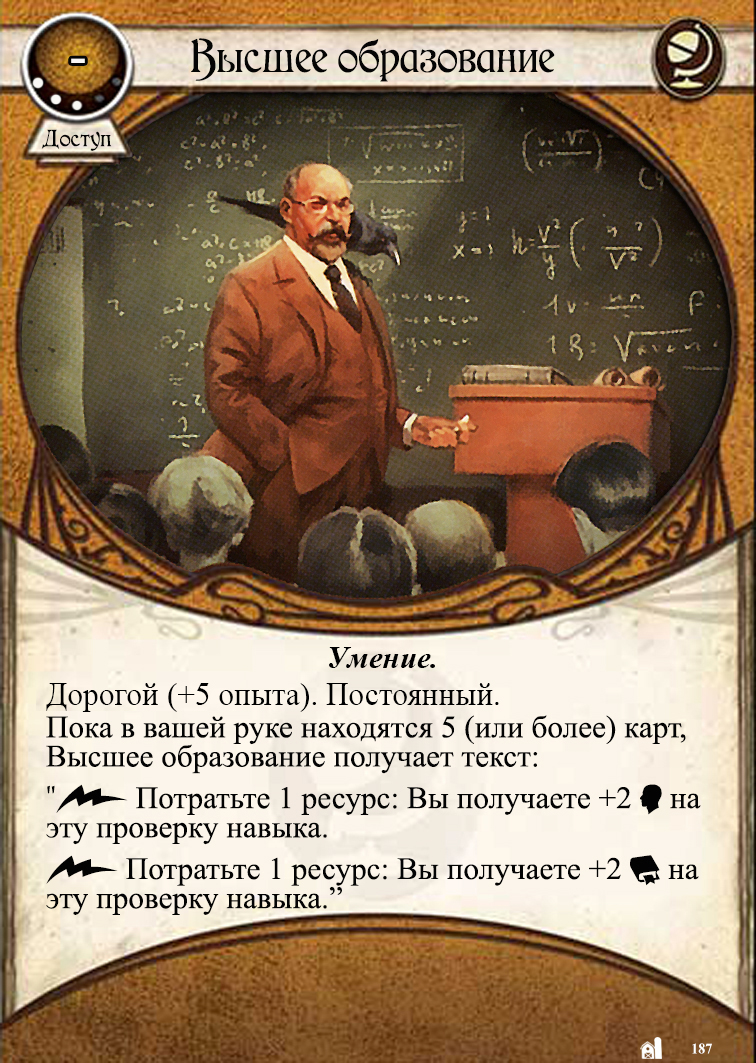 -
Высшее образование
Доступ
Умение.
Дорогой (+5 опыта). Постоянный.
Пока в вашей руке находятся 5 (или более) карт,
Высшее образование получает текст:
" Потратьте 1 ресурс: Вы получаете +2 на
эту проверку навыка.
Потратьте 1 ресурс: Вы получаете +2 на
эту проверку навыка.”
187